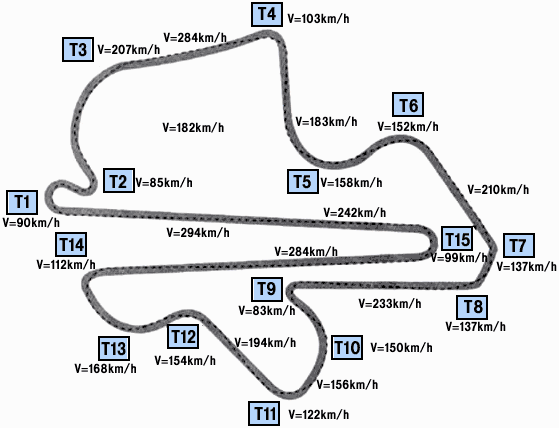 T4
V=103km/h
V=284km/h
T3
V=207km/h
T6
V=152km/h
V=182km/h
V=183km/h
T2
V=85km/h
T5
V=158km/h
V=210km/h
T1
V=90km/h
V=242km/h
V=294km/h
T14
V=112km/h
V=284km/h
T15
V=99km/h
T7
V=137km/h
T9
V=83km/h
V=233km/h
T8
V=137km/h
T13
V=168km/h
T12
V=154km/h
V=194km/h
T10
V=150km/h
V=156km/h
T11
V=122km/h